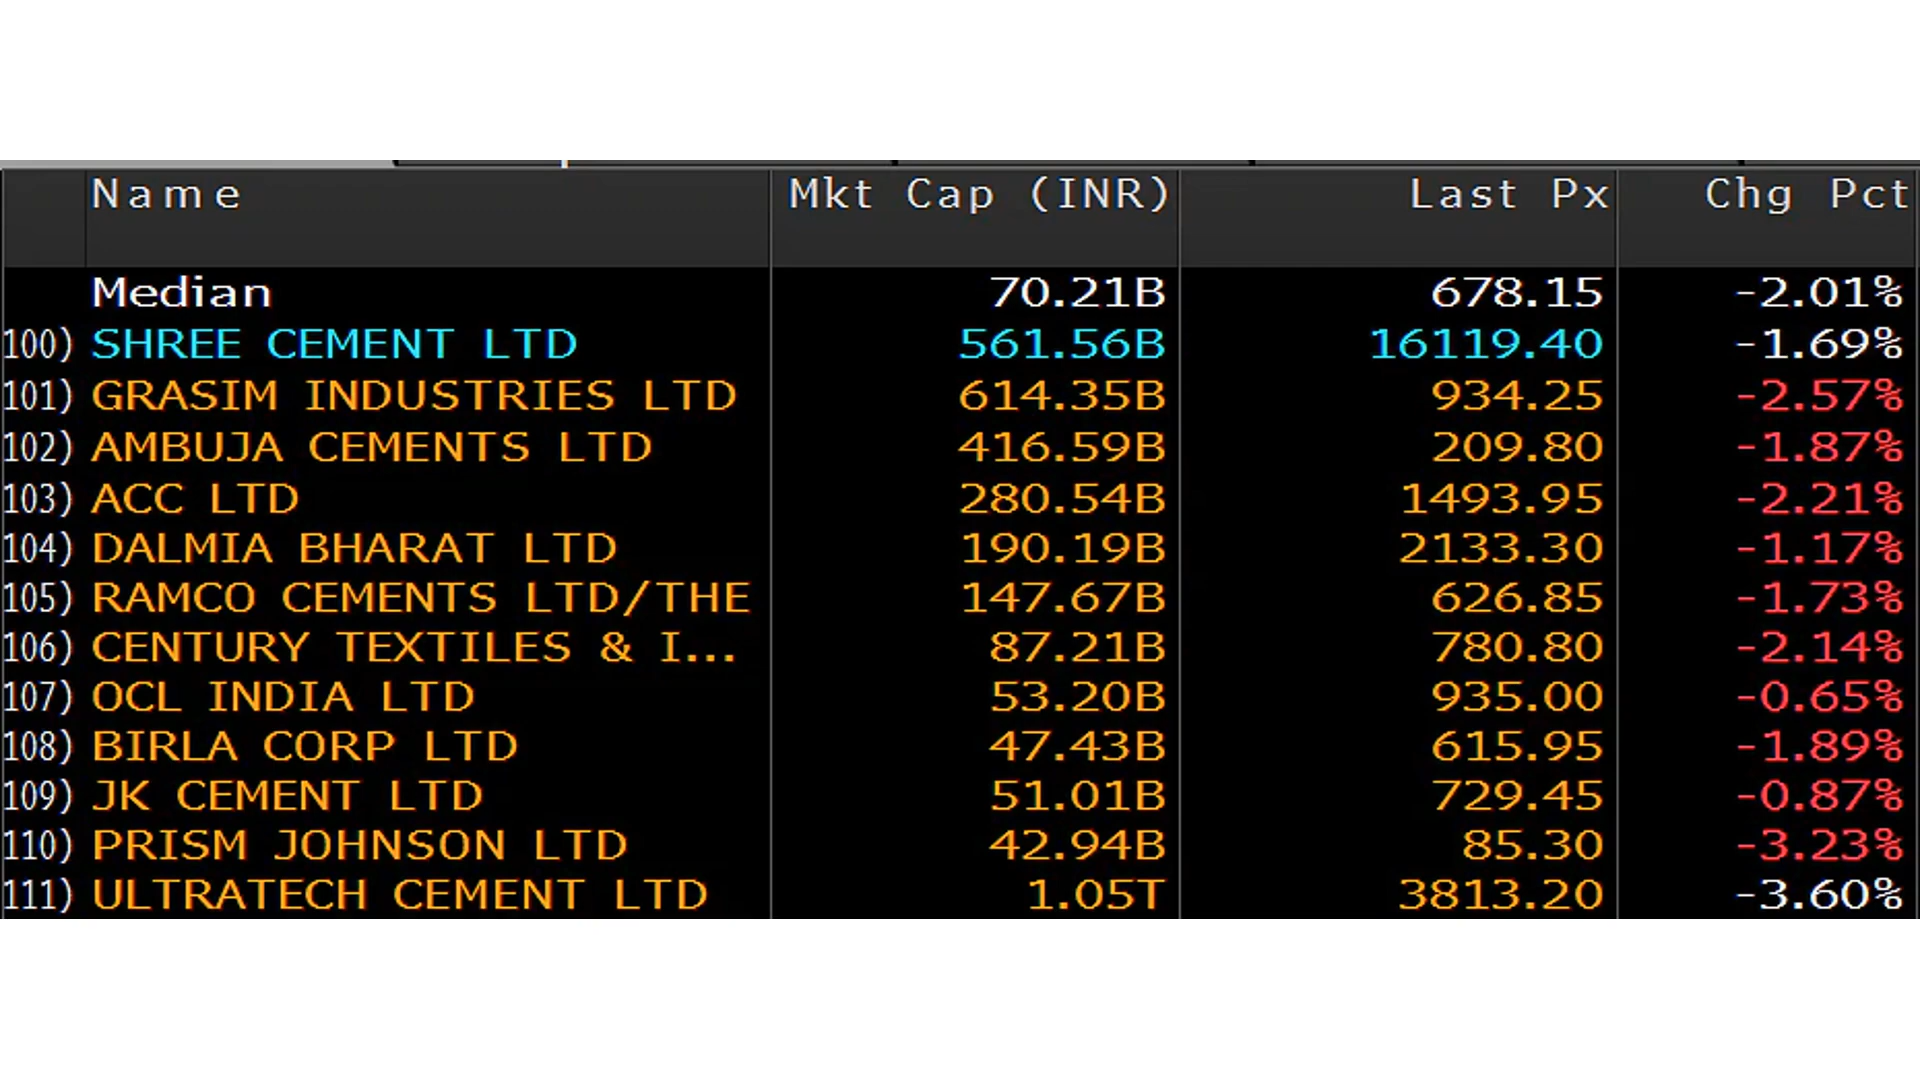 Name Mkt Cap (INR) Last Px Chg Pct
Median 70.21B 678.15 -2.01%
100) SHREE CEMENT LTD 561.56B 16119.40 -1.69%
101) GRASIM INDUSTRIES LTD 614.35B 934.25 -2.57%
102) AMBUJA CEMENTS LTD 416.59B 209.80 -1.87%
103) ACC LTD 280.54B 1493.95 -2.21%
104) DALMIA BHARAT LTD 190.19B 2133.30 -1.17%
105) RAMCO CEMENTS LTD/THE 147.67B 626.85 -1.73%
106) CENTURY TEXTILES & I... 87.21B 780.80 -2.14%
107) OCL INDIA LTD 53.20B 935.00 -0.65%
108) BIRLA CORP LTD 47.43B 615.95 -1.89%
109) JK CEMENT LTD 51.01B 729.45 -0.87%
110) PRISM JOHNSON LTD 42.94B 85.30 -3.23%
111) ULTRATECH CEMENT LTD 1.05T 3813.20 -3.60%